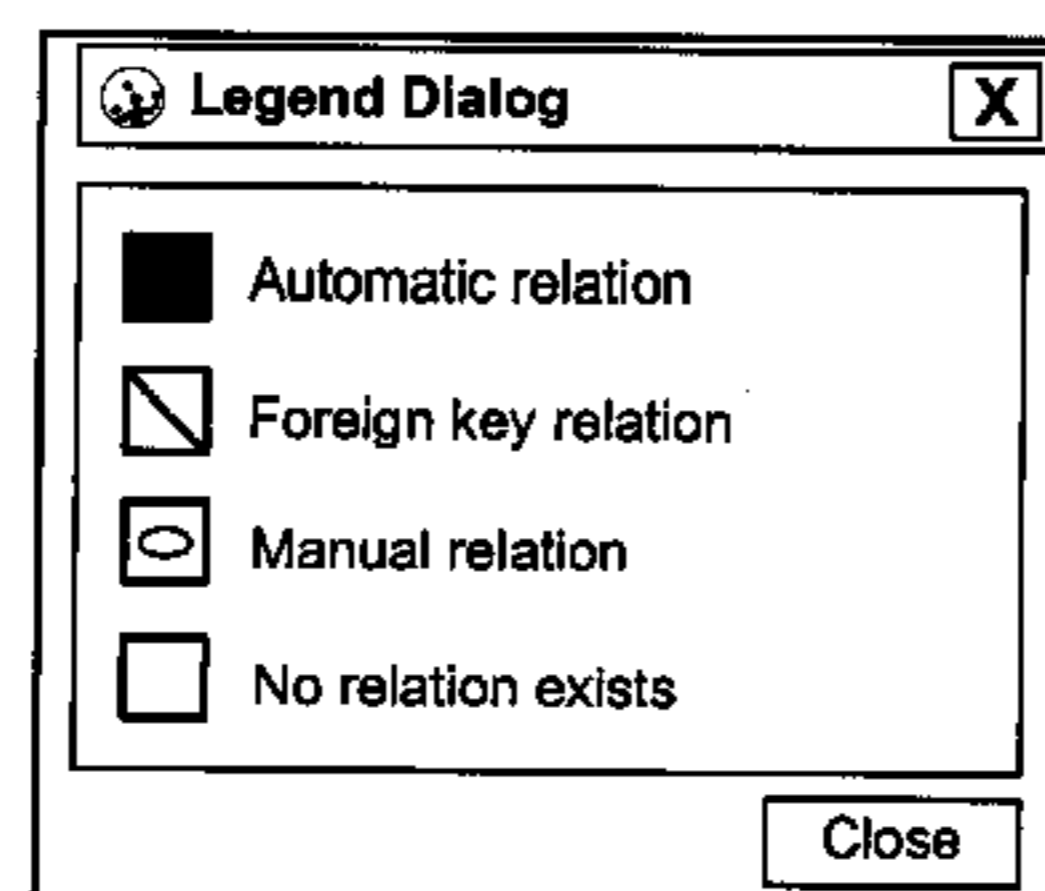 Legend Dialog X
Automatic relation
Foreign key relation
Manual relation
No relation exists
Close